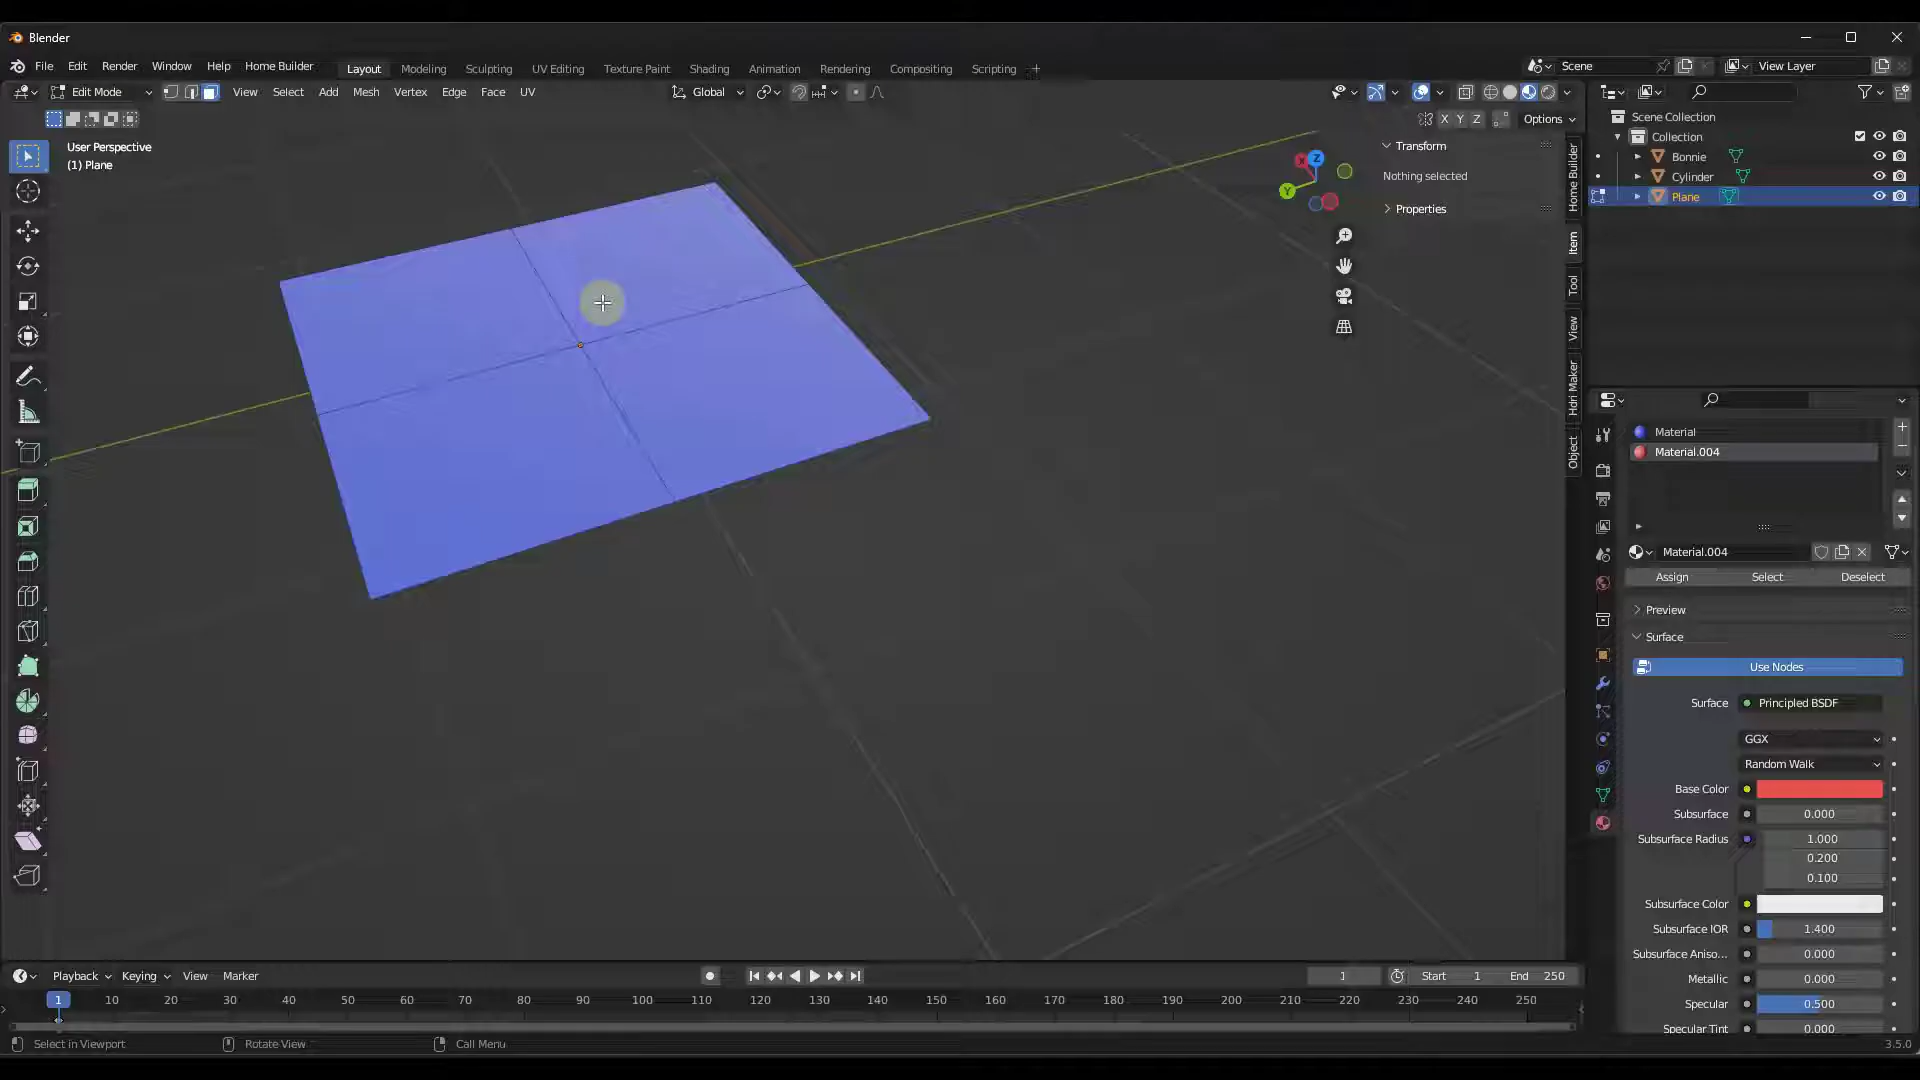 Blender
File Edit Render Window Help Home Builder Layout Modeling Sculpting UV Editing Texture Paint Shading Animation Rendering Compositing Scripting + Scene View Layer
Edit Mode View Select Add Mesh Vertex Edge Face UV Global
X Y Z Options
User Perspective
(1) Plane
Transform
Nothing selected
Properties
X
Y
Z
Home Builder
Item
Tool
View
Hdri Maker
Object
Scene Collection
Collection
Bonnie
Cylinder
Plane
Material
Material.004
Material.004
Assign Select Deselect
Preview
Surface
Use Nodes
Surface Principled BSDF
GGX
Random Walk
Base Color
Subsurface 0.000
Subsurface Radius 1.000
0.200
0.100
Subsurface Color
Subsurface IOR 1.400
Subsurface Aniso... 0.000
Metallic 0.000
Specular 0.500
Specular Tint 0.000
Playback Keying View Marker 1 Start 1 End 250
1 10 20 30 40 50 60 70 80 90 100 110 120 130 140 150 160 170 180 190 200 210 220 230 240 250
Select in Viewport Rotate View Call Menu 3.5.0